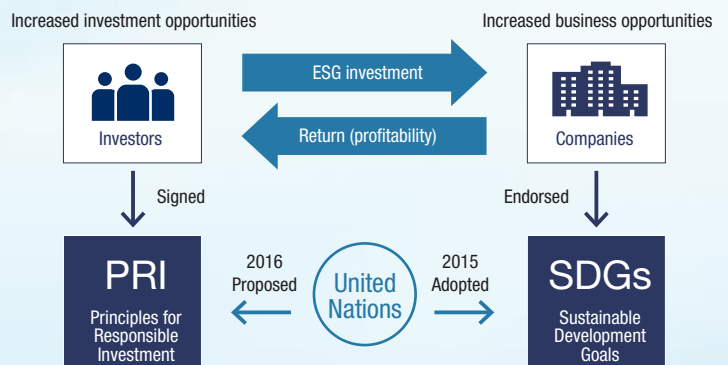 Increased investment opportunities
Increased business opportunities
ESG investment
Return (profitability)
Investors
Companies
Signed
Endorsed
PRI
Principles for
Responsible
Investment
2016
Proposed
United
Nations
2015
Adopted
SDGs
Sustainable
Development
Goals